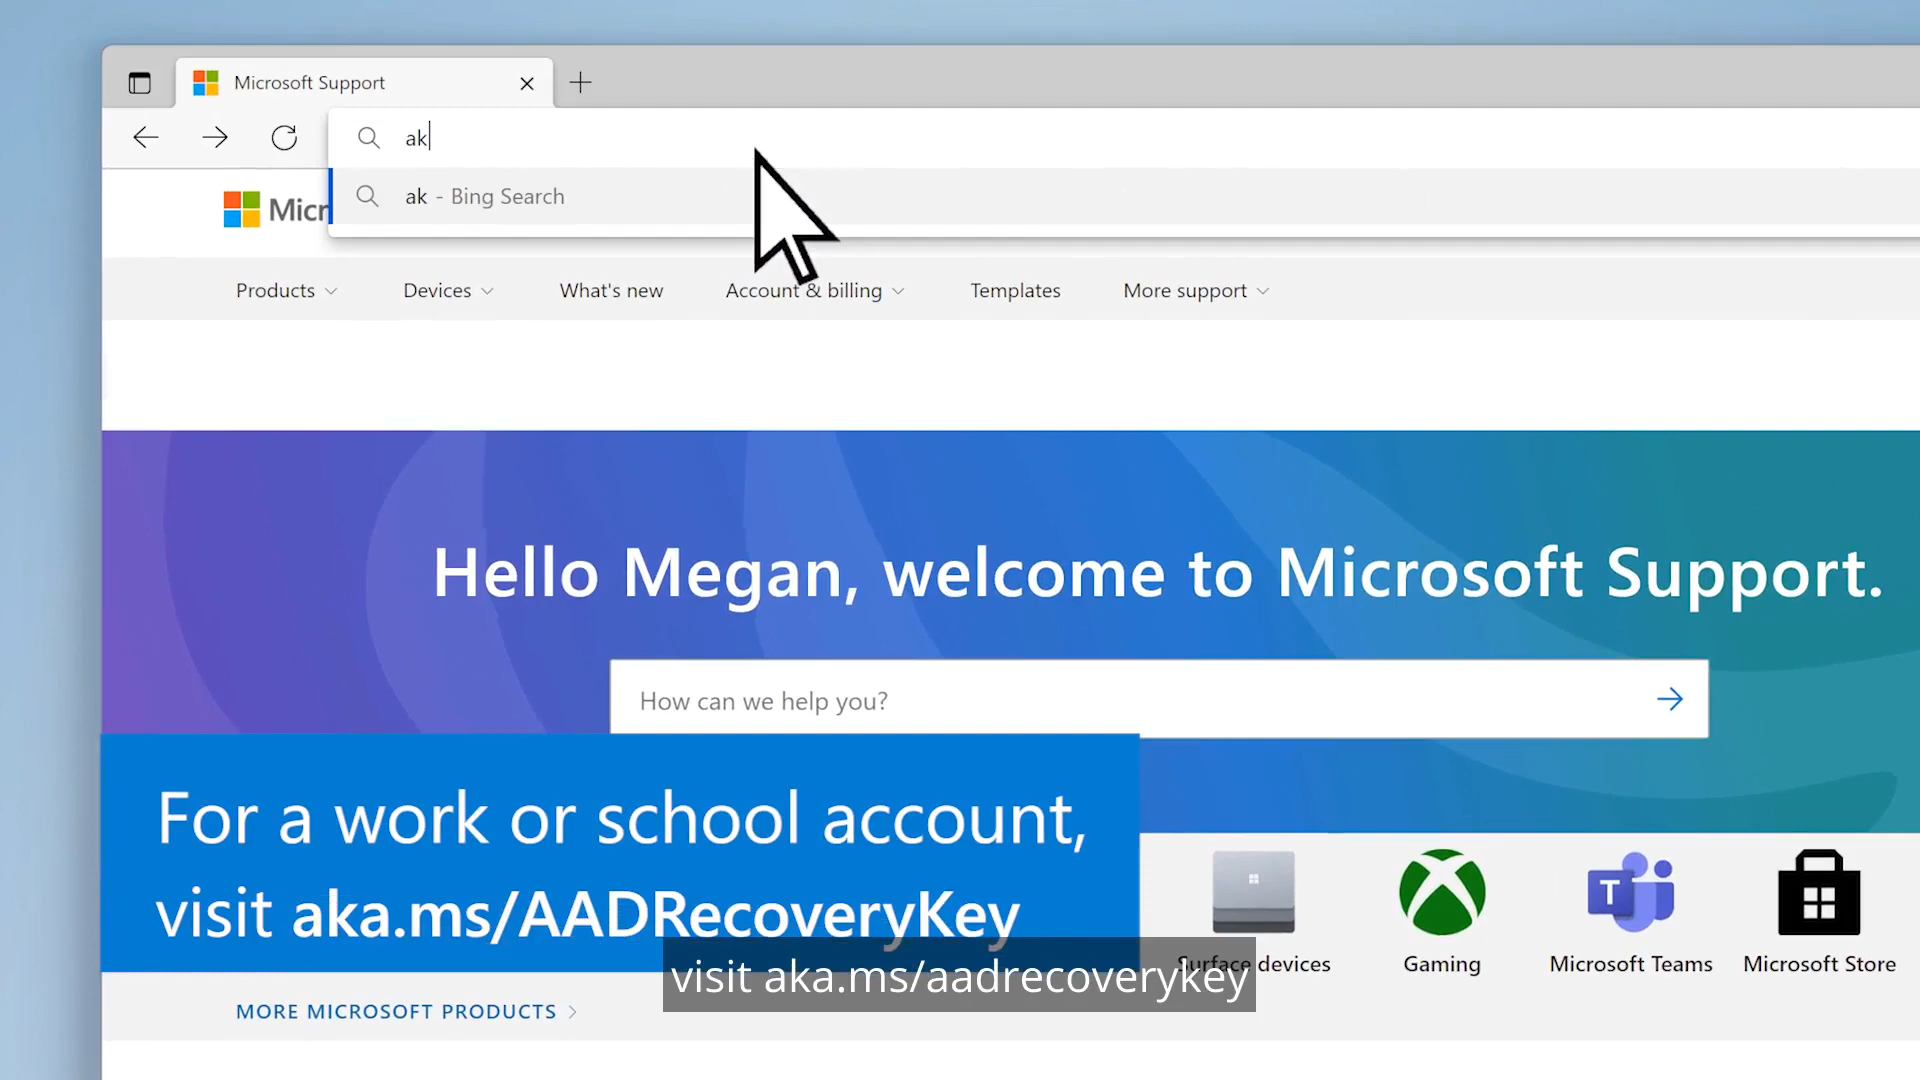 Microsoft Support
ak
ak - Bing Search
Micr
Products
Devices
What's new
Account & billing
Templates
More support
Hello Megan, welcome to Microsoft Support.
How can we help you?
For a work or school account,
visit aka.ms/AADRecoveryKey
Surface devices
Gaming
T
Microsoft Teams
Microsoft Store
visit aka.ms/aadrecoverykey
MORE MICROSOFT PRODUCTS